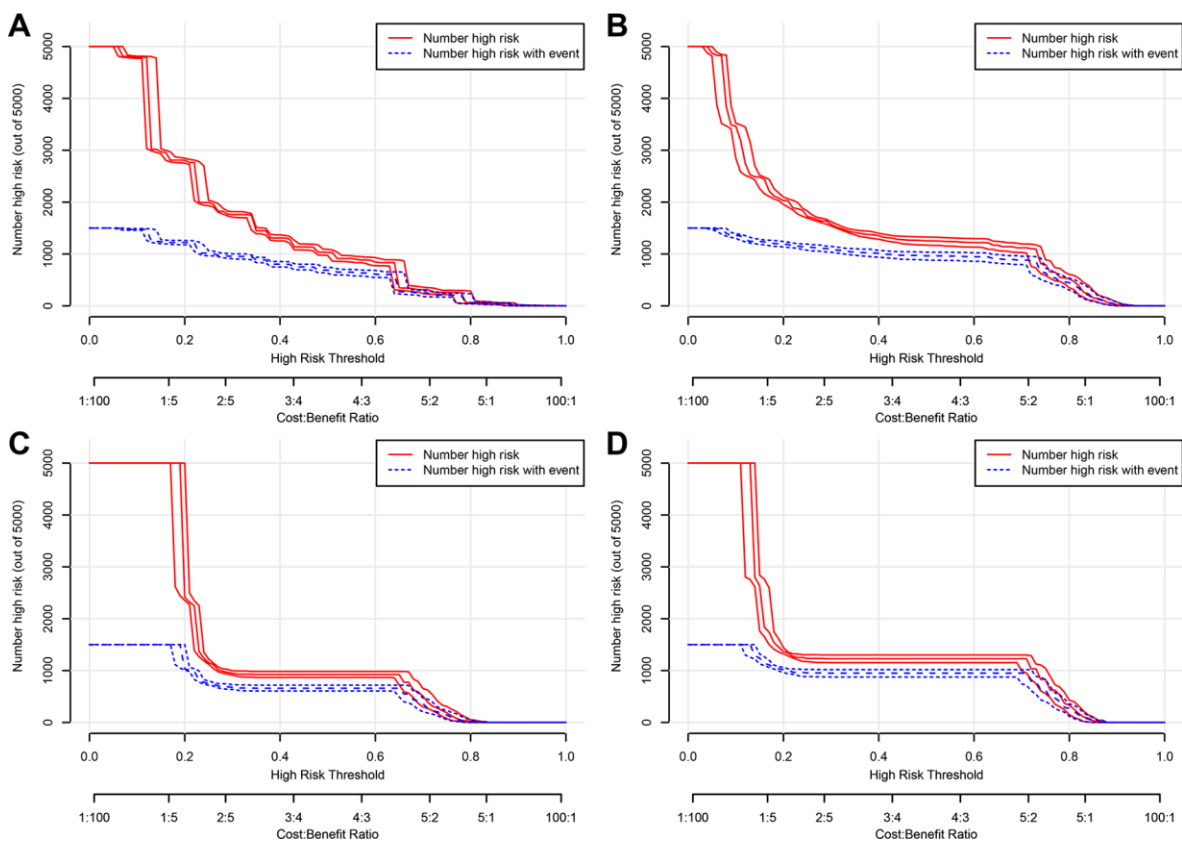 A
Number high risk (out of 5000)
5000
4000
3000
2000
1000
0
Number high risk
Number high risk with event
0.0 0.2 0.4 0.6 0.8 1.0
High Risk Threshold
1:100 1:5 2:5 3:4 4:3 5:2 5:1 100:1
Cost:Benefit Ratio
B
Number high risk (out of 5000)
5000
4000
3000
2000
1000
0
Number high risk
Number high risk with event
0.0 0.2 0.4 0.6 0.8 1.0
High Risk Threshold
1:100 1:5 2:5 3:4 4:3 5:2 5:1 100:1
Cost:Benefit Ratio
C
Number high risk (out of 5000)
5000
4000
3000
2000
1000
0
Number high risk
Number high risk with event
0.0 0.2 0.4 0.6 0.8 1.0
High Risk Threshold
1:100 1:5 2:5 3:4 4:3 5:2 5:1 100:1
Cost:Benefit Ratio
D
Number high risk (out of 5000)
5000
4000
3000
2000
1000
0
Number high risk
Number high risk with event
0.0 0.2 0.4 0.6 0.8 1.0
High Risk Threshold
1:100 1:5 2:5 3:4 4:3 5:2 5:1 100:1
Cost:Benefit Ratio